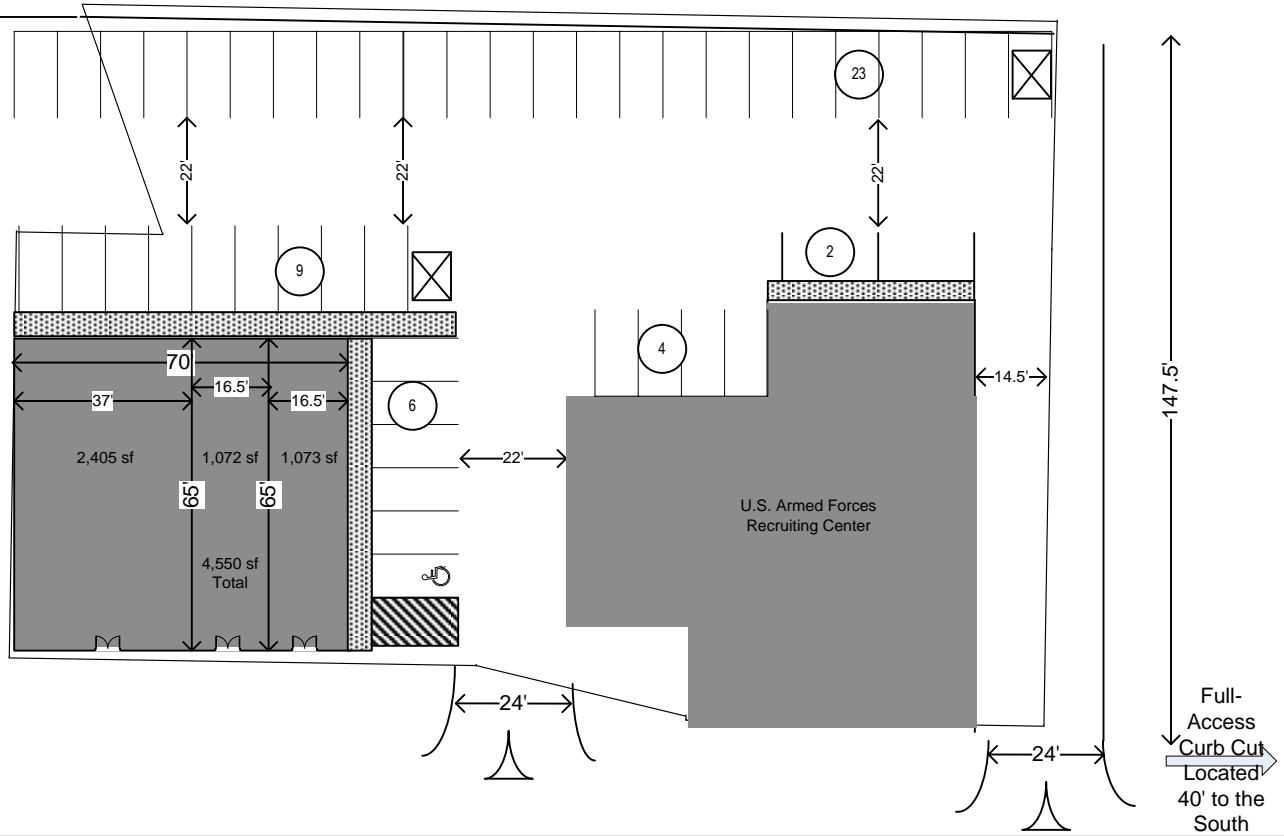 23
22'
22'
22'
9
2
4
70'
16.5'
37'
16.5'
6
14.5'
147.5'
2,405 sf
1,072 sf
1,073 sf
22'
65'
65'
U.S. Armed Forces
Recruiting Center
4,550 sf
Total
24'
24'
Full-
Access
Curb Cut
Located
40' to the
South